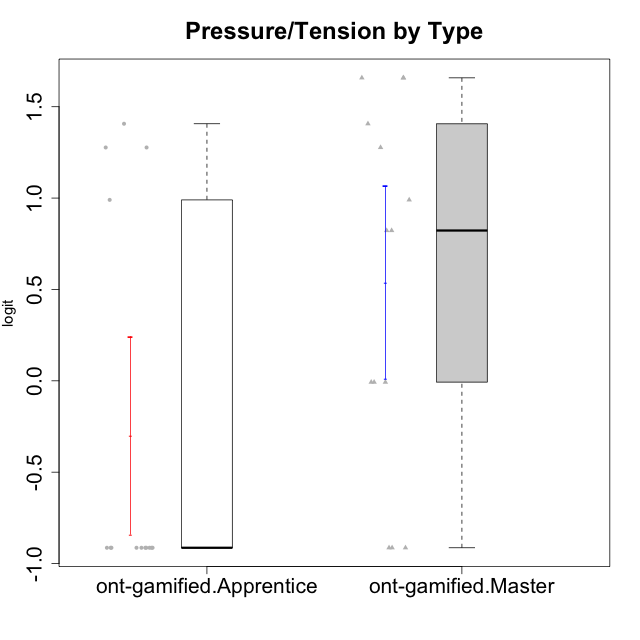 Pressure/Tension by Type
logit
1.5
1.0
0.5
0.0
-0.5
-1.0
ont-gamified.Apprentice
ont-gamified.Master